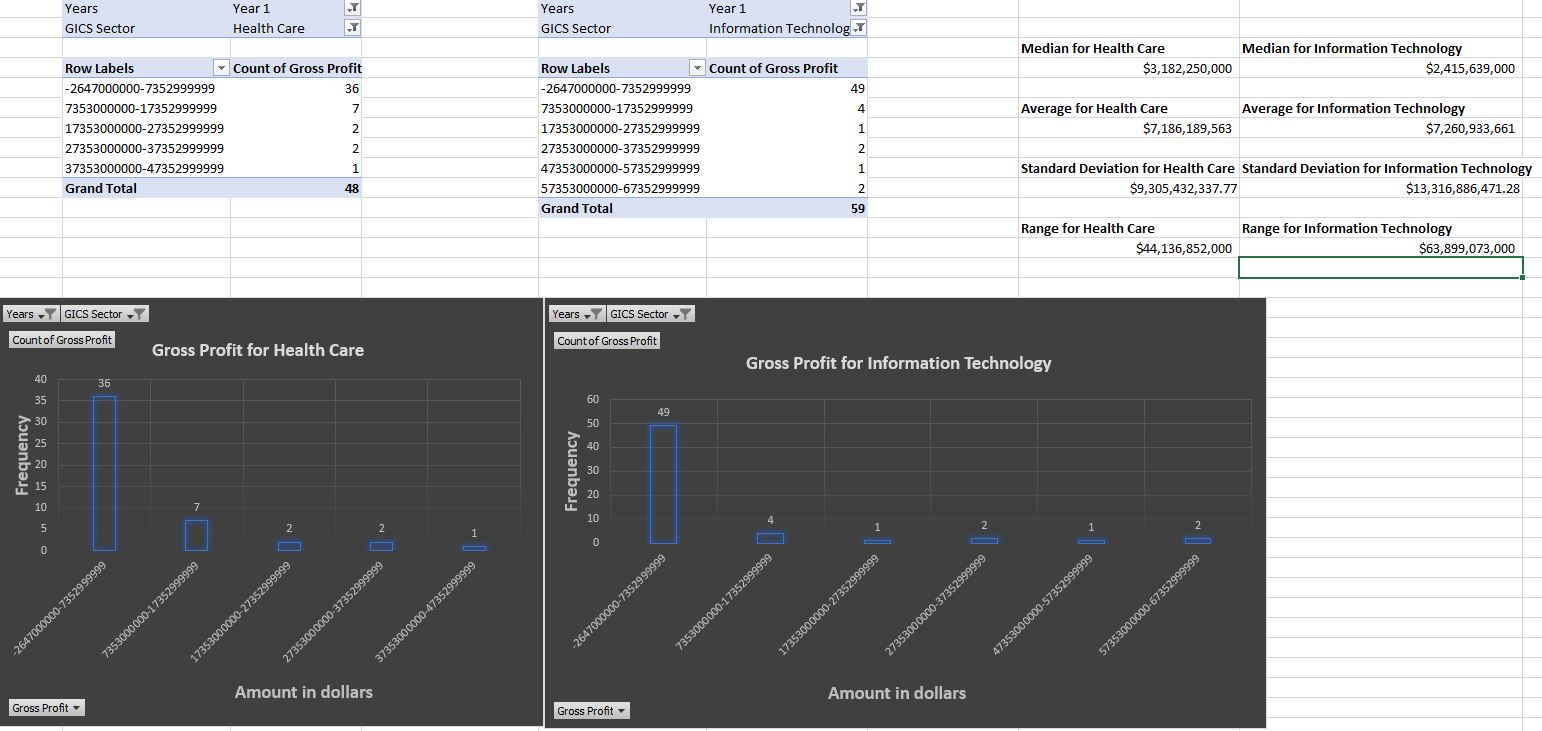 Years Year 1
GICS Sector Health Care
Row Labels Count of Gross Profit
-2647000000-7352999999 36
7353000000-17352999999 7
17353000000-27352999999 2
27353000000-37352999999 2
37353000000-47352999999 1
Grand Total 48
Years Year 1
GICS Sector Information Technolog
Row Labels Count of Gross Profit
-2647000000-7352999999 49
7353000000-17352999999 4
17353000000-27352999999 1
27353000000-37352999999 2
47353000000-57352999999 1
57353000000-67352999999 2
Grand Total 59
Median for Health Care Median for Information Technology
$3,182,250,000 $2,415,639,000
Average for Health Care Average for Information Technology
$7,186,189,563 $7,260,933,661
Standard Deviation for Health Care Standard Deviation for Information Technology
$9,305,432,337.77 $13,316,886,471.28
Range for Health Care Range for Information Technology
$44,136,852,000 $63,899,073,000
Years GICS Sector
Count of Gross Profit
Gross Profit for Health Care
Frequency
40
35
30
25
20
15
10
5
0
36
7
2
2
1
-2647000000-7352999999
7353000000-17352999999
17353000000-27352999999
27353000000-37352999999
37353000000-47352999999
Amount in dollars
Gross Profit
Years GICS Sector
Count of Gross Profit
Gross Profit for Information Technology
Frequency
60
50
40
30
20
10
0
49
4
1
2
1
2
-2647000000-7352999999
7353000000-17352999999
17353000000-27352999999
27353000000-37352999999
47353000000-57352999999
57353000000-67352999999
Amount in dollars
Gross Profit